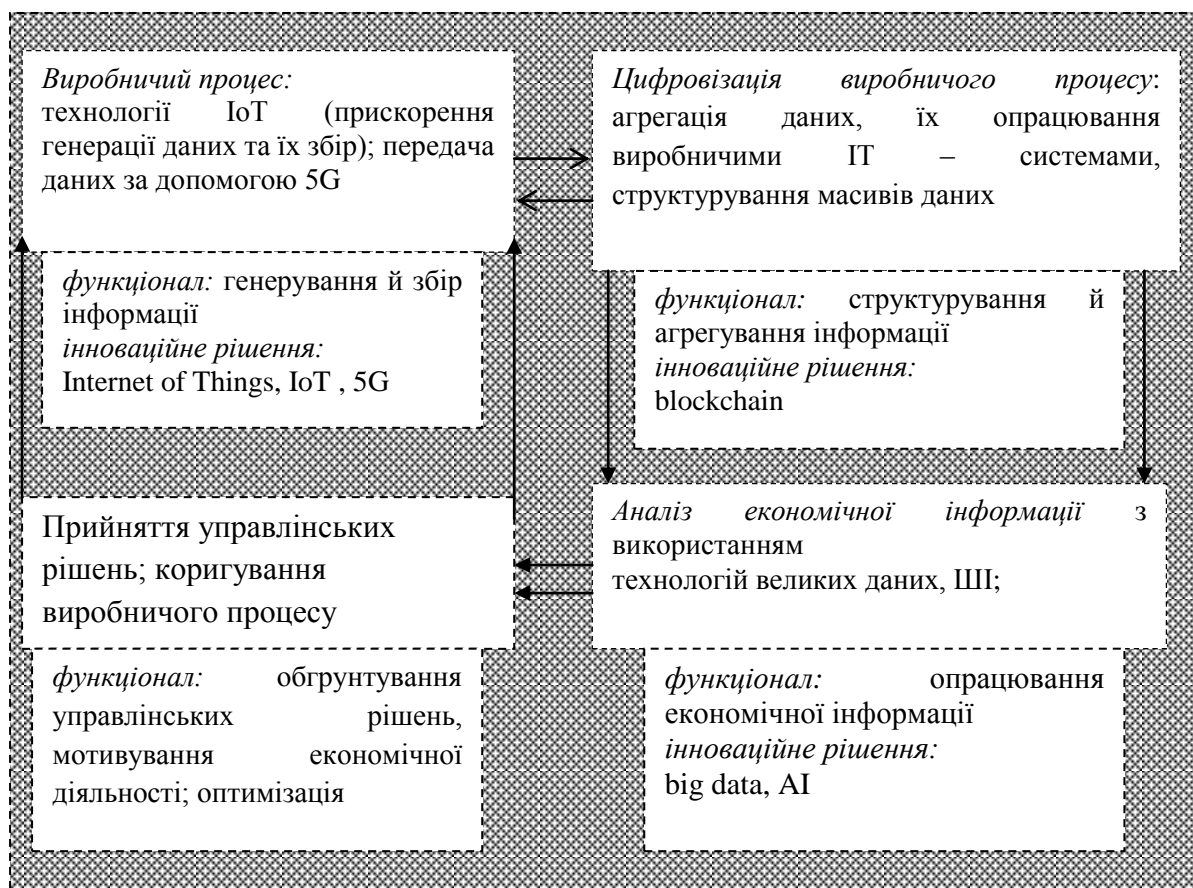 Виробничий процес:
технології IoT (прискорення
генерації даних та їх збір); передача
даних за допомогою 5G
функціонал: генерування й збір
інформації
інноваційне рішення:
Internet of Things, IoT , 5G
Цифровізація виробничого процесу:
агрегація даних, їх опрацювання
виробничими ІТ – системами,
структурування масивів даних
функціонал: структурування й
агрегування інформації
інноваційне рішення:
blockchain
Прийняття управлінських
рішень; коригування
виробничого процесу
функціонал: обгрунтування
управлінських рішень,
мотивування економічної
діяльності; оптимізація
Аналіз економічної інформації з
використанням
технологій великих даних, ШІ;
функціонал: опрацювання
економічної інформації
інноваційне рішення:
big data, AI